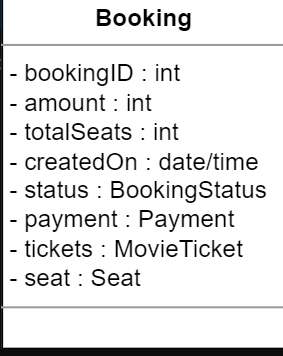 Booking
- bookingID : int
- amount : int
- totalSeats : int
- createdOn : date/time
- status : BookingStatus
- payment : Payment
- tickets : MovieTicket
- seat : Seat